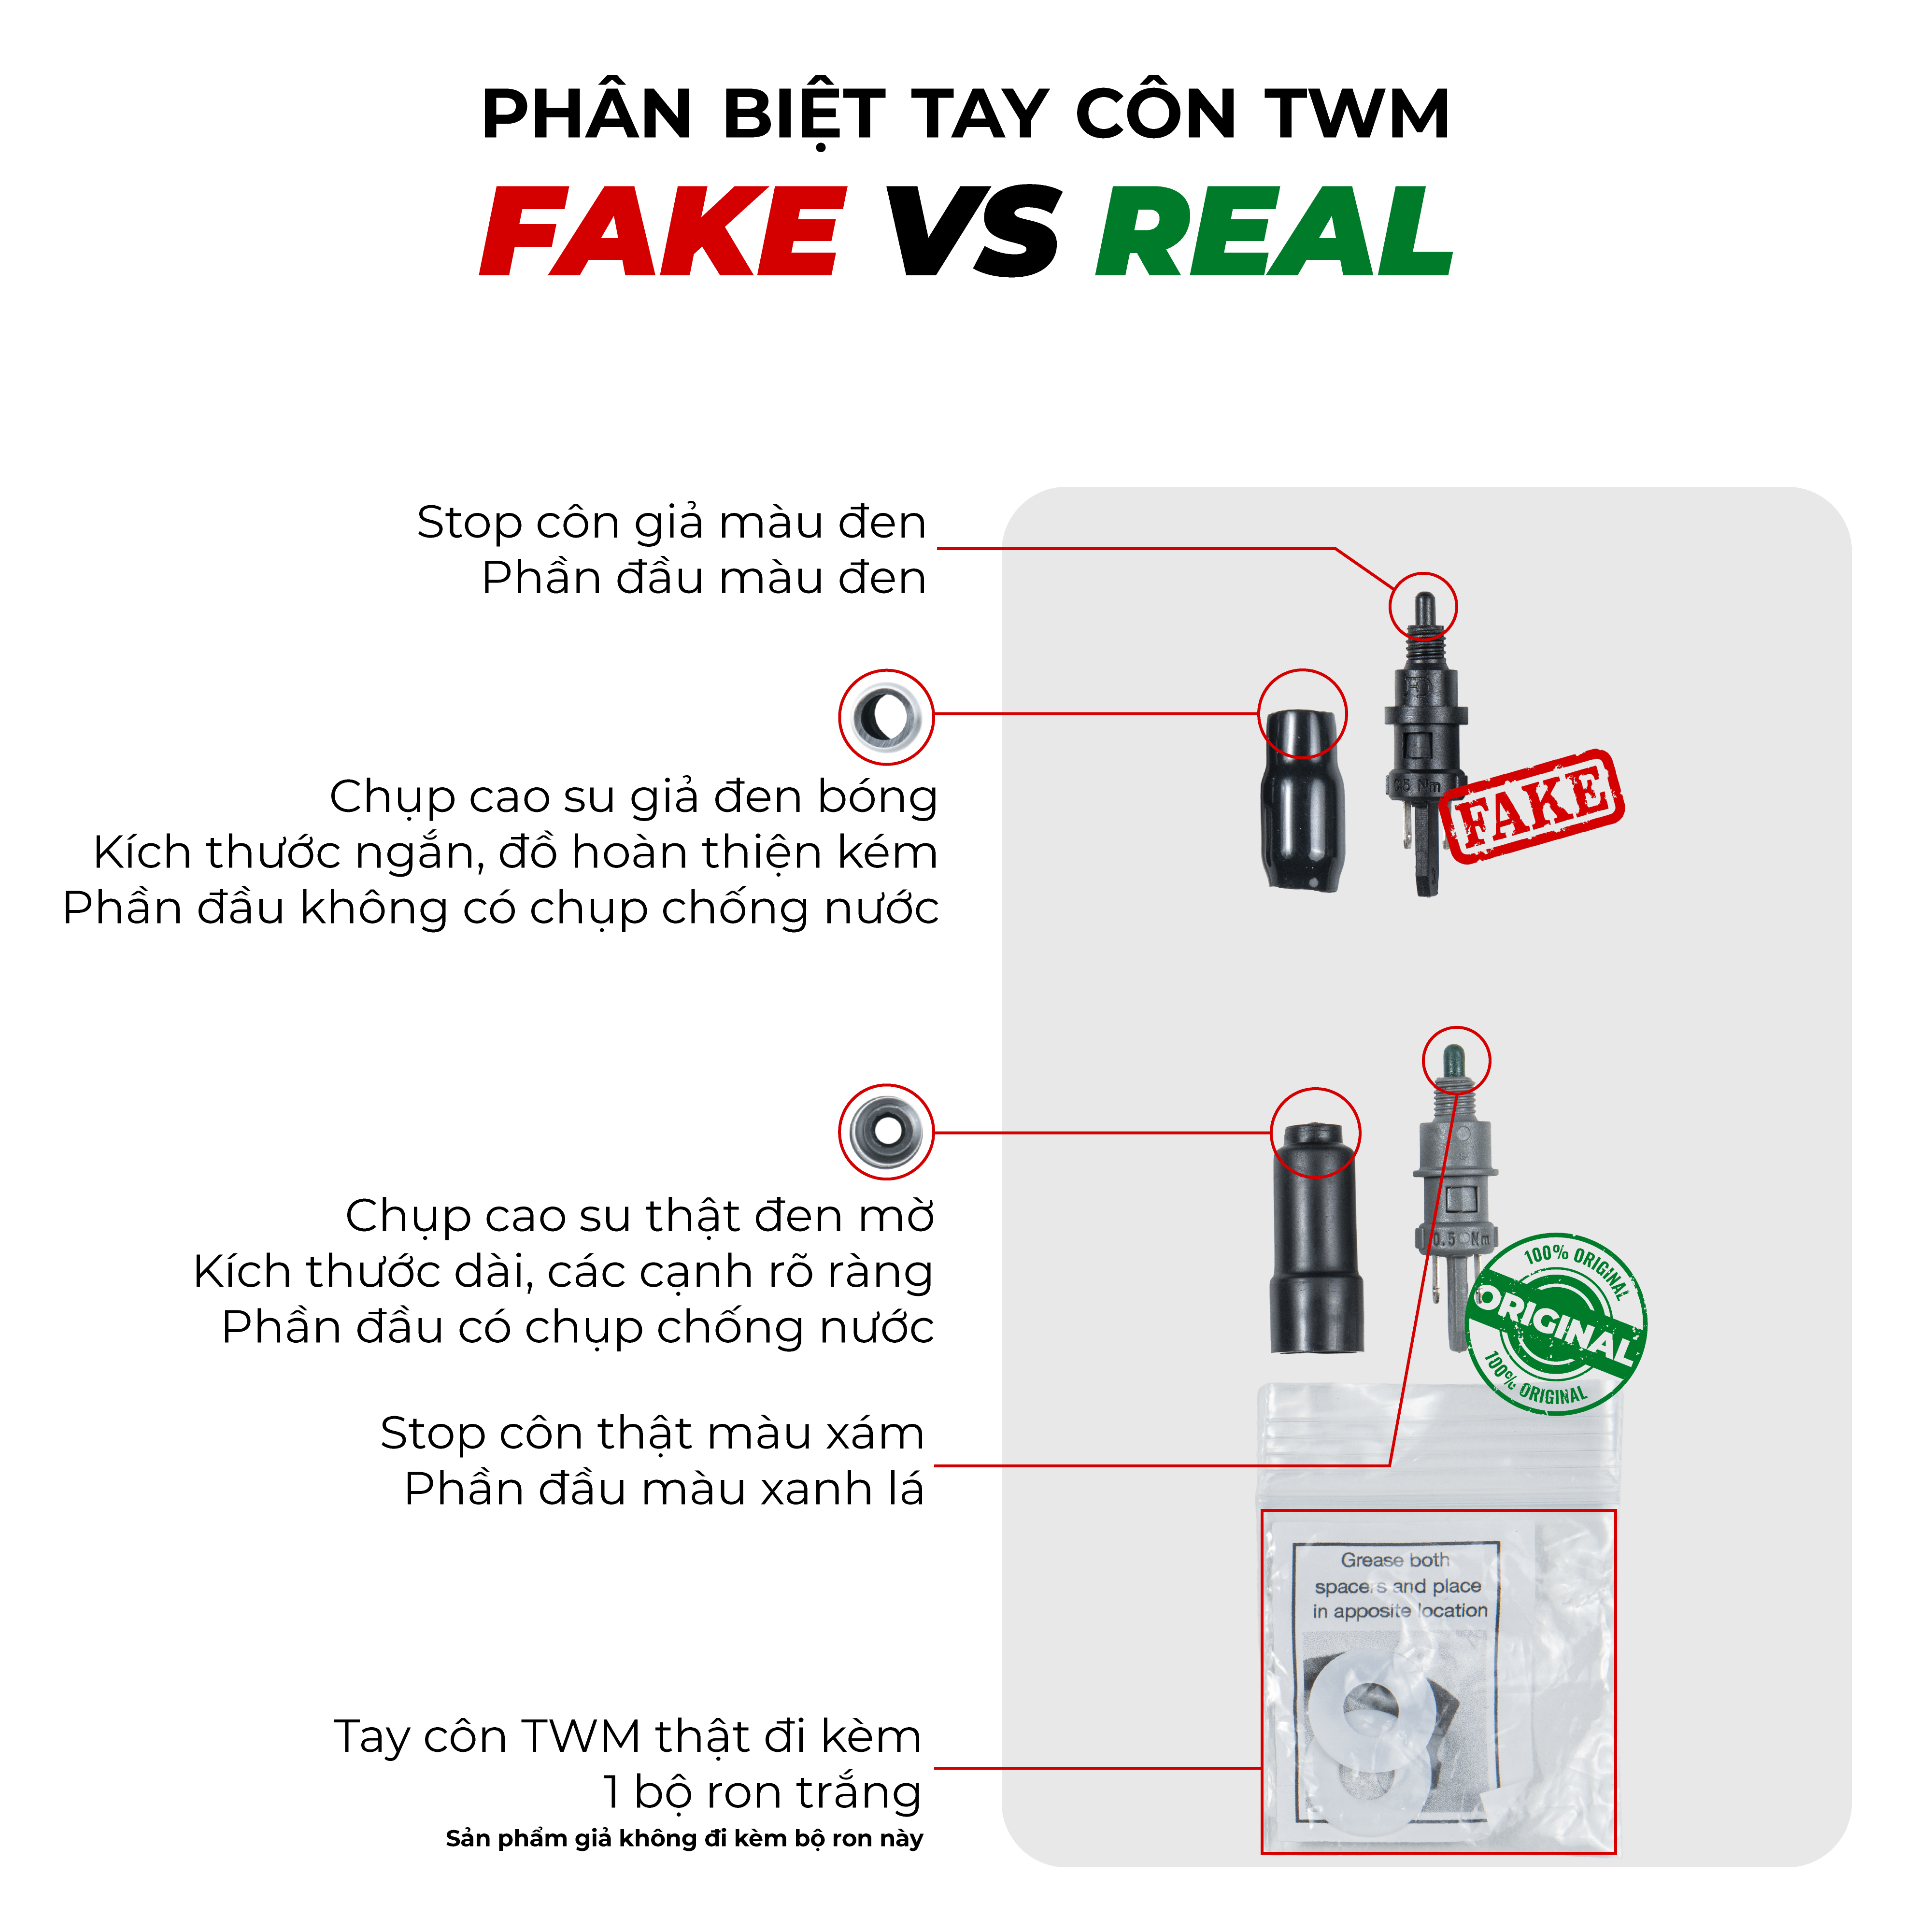 PHÂN BIỆT TAY CÔN TWM
FAKE VS REAL
Stop côn giả màu đen
Phần đầu màu đen
Chụp cao su giả đen bóng
Kích thước ngắn, đồ hoàn thiện kém
Phần đầu không có chụp chống nước
0.5 Nm
FAKE
Chụp cao su thật đen mờ
Kích thước dài, các cạnh rõ ràng
Phần đầu có chụp chống nước
0.5 Nm
100% ORIGINAL
ORIGINAL
100% ORIGINAL
Stop côn thật màu xám
Phần đầu màu xanh lá
Grease both
spacers and place
in apposite location
Tay côn TWM thật đi kèm
1 bộ ron trắng
Sản phẩm giả không đi kèm bộ ron này